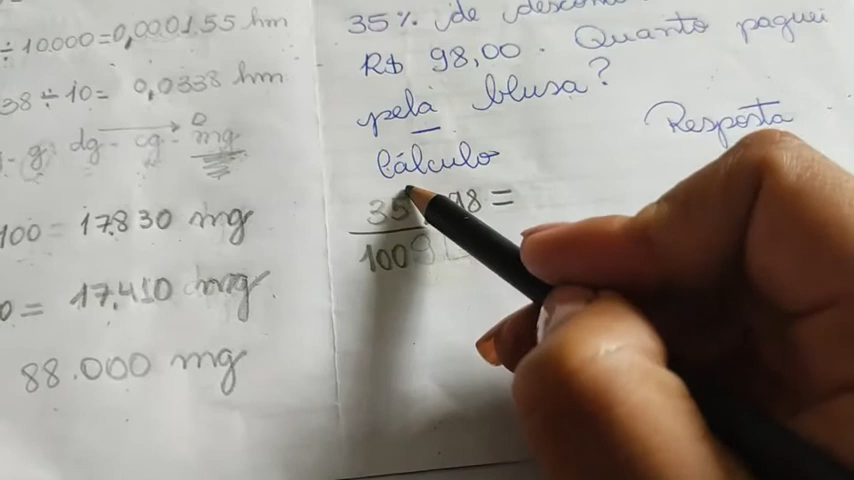 ÷10.000=0,000155 hm
38÷10= 0,0338 hm
g dg - cg - mg
100 = 17.830 mg
0 = 17.410 mg
88.000 mg
35% de
R$ 98,00. Quanto paguei
pela blusa?
Resposta
Cálculo
35 98 =
100